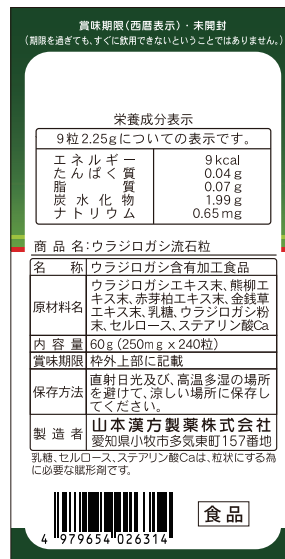 賞味期限(西暦表示)・未開封
(期限を過ぎても、すぐに飲用できないということではありません。)
栄養成分表示
9粒2.25gについての表示です。
エネルギー 9kcal
たんぱく質 0.04g
脂質 0.07g
炭水化物 1.99g
ナトリウム 0.65mg
商品名:ウラジロガシ流石粒
名称 ウラジロガシ含有加工食品
原材料名 ウラジロガシエキス末、熊柳エ
キス末、赤芽柏エキス末、金銭草
エキス末、乳糖、ウラジロガシ粉
末、セルロース、ステアリン酸Ca
内容量 60g(250mg x 240粒)
賞味期限 枠外上部に記載
保存方法 直射日光及び、高温多湿の場所
を避けて、涼しい場所に保存し
てください。
製造者 山本漢方製薬株式会社
愛知県小牧市多気東町157番地
乳糖、セルロース、ステアリン酸Caは、粒状にする為
に必要な賦形剤です。
4 979654 026314
食品